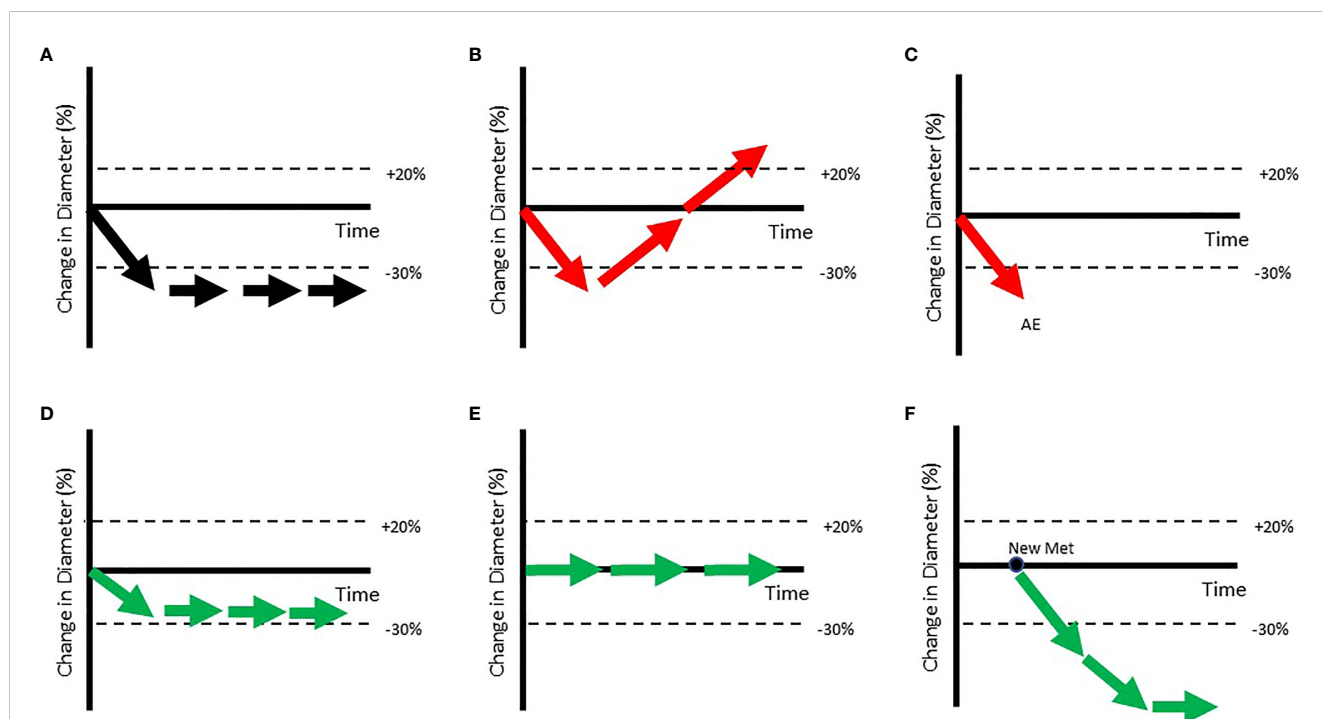 A
Change in Diameter (%)
+20%
Time
-30%
B
Change in Diameter (%)
+20%
Time
-30%
C
Change in Diameter (%)
+20%
Time
-30%
AE
D
Change in Diameter (%)
+20%
Time
-30%
E
Change in Diameter (%)
+20%
Time
-30%
F
Change in Diameter (%)
+20%
New Met
Time
-30%